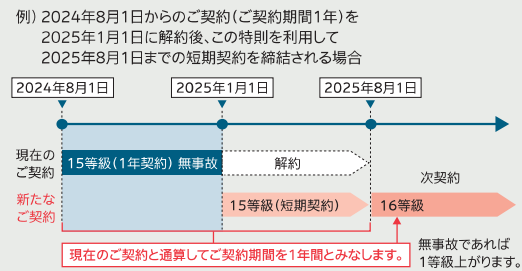 例）2024年8月1日からのご契約（ご契約期間1年）を
2025年1月1日に解約後、この特則を利用して
2025年8月1日までの短期契約を締結される場合
2024年8月1日
2025年1月1日
2025年8月1日
現在の
ご契約
15等級（1年契約） 無事故
解約
次契約
新たな
ご契約
15等級（短期契約）
16等級
現在のご契約と通算してご契約期間を1年間とみなします。
無事故であれば
1等級上がります。